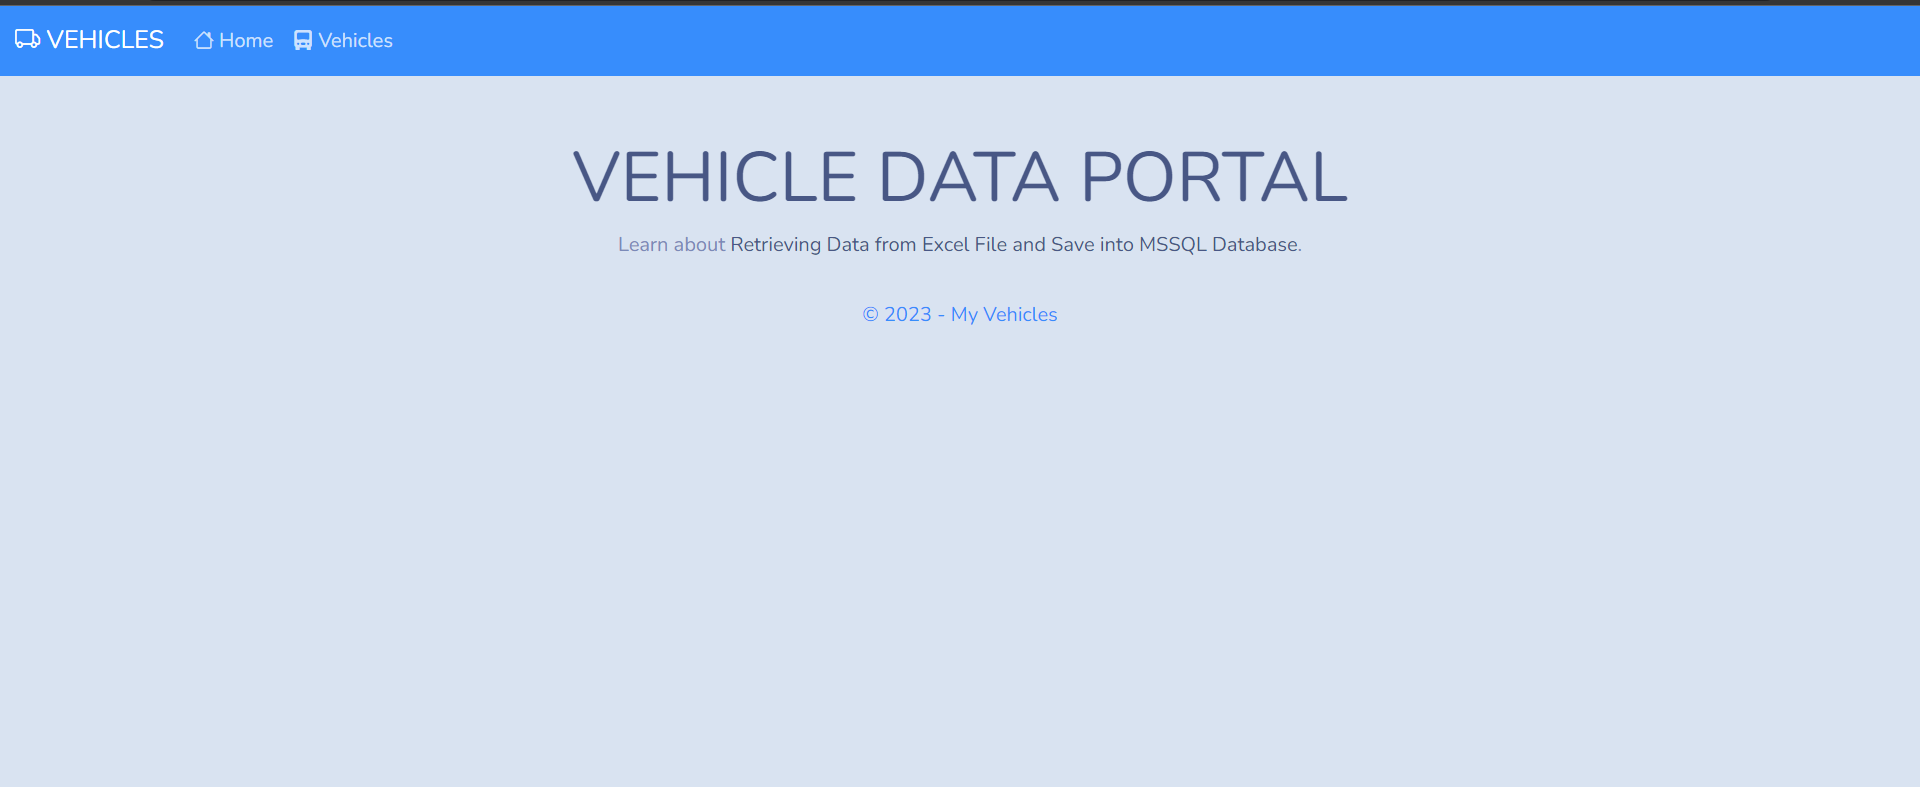 VEHICLES Home Vehicles
VEHICLE DATA PORTAL
Learn about Retrieving Data from Excel File and Save into MSSQL Database.
© 2023 - My Vehicles